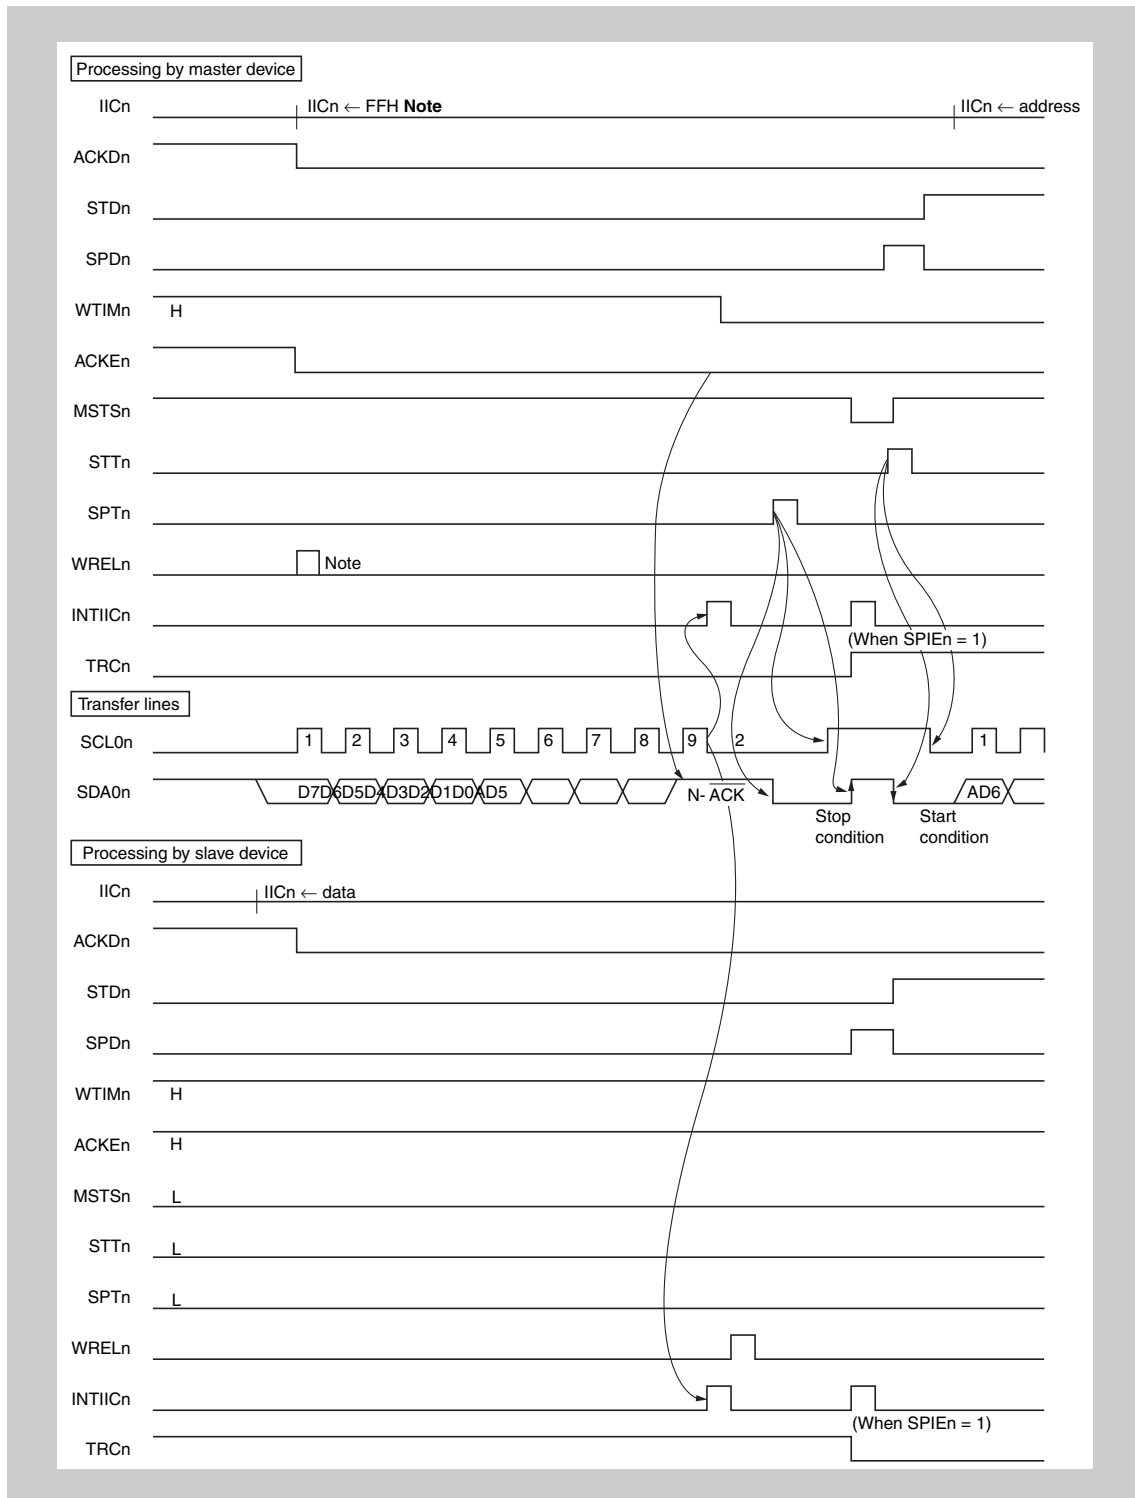 Processing by master device
IICn IICn ← FFH Note IICn ← address
ACKDn
STDn
SPDn
WTIMn H
ACKEn
MSTSn
STTn
SPTn
WRELn Note
INTIICn
(When SPIEn = 1)
TRCn
Transfer lines
SCL0n 1 2 3 4 5 6 7 8 9 2 1
SDA0n D7D6D5D4D3D2D1D0AD5 N-ACK AD6
Stop condition
Start condition
Processing by slave device
IICn IICn ← data
ACKDn
STDn
SPDn
WTIMn H
ACKEn H
MSTSn L
STTn L
SPTn L
WRELn
INTIICn
(When SPIEn = 1)
TRCn